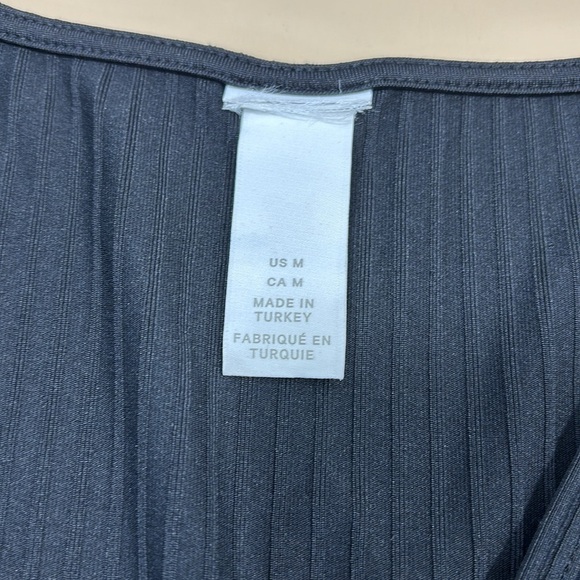 US M
CA M
MADE IN
TURKEY
FABRIQUÉ EN
TURQUIE